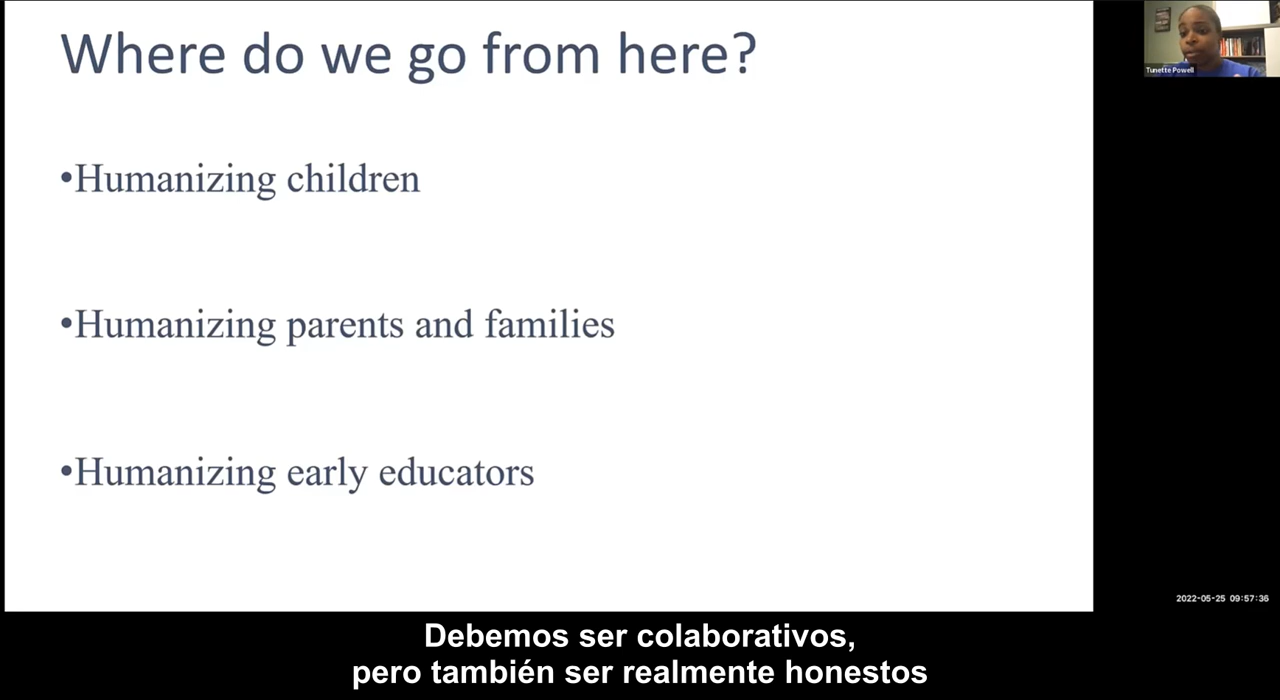 Where do we go from here?
Tunette Powell
•Humanizing children
•Humanizing parents and families
•Humanizing early educators
2022-05-25 09:57:36
Debemos ser colaborativos,
pero también ser realmente honestos